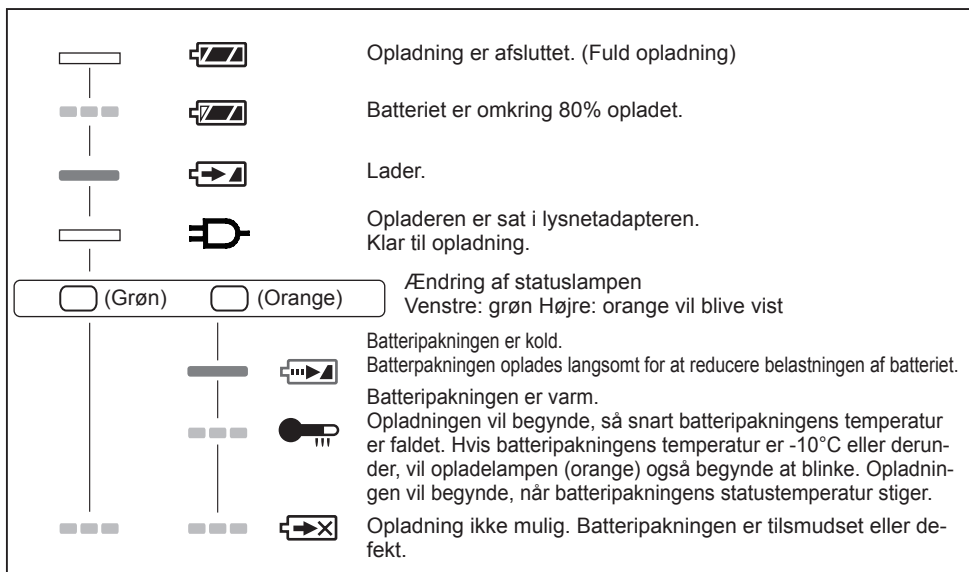 Opladning er afsluttet. (Fuld opladning)
Batteriet er omkring 80% opladet.
Lader.
Opladeren er sat i lysnetadapteren.
Klar til opladning.
(Grøn) (Orange)
Ændring af statuslampen
Venstre: grøn Højre: orange vil blive vist
Batteripakningen er kold.
Batterpakningen oplades langsomt for at reducere belastningen af batteriet.
Batteripakningen er varm.
Opladningen vil begynde, så snart batteripakningens temperatur
er faldet. Hvis batteripakningens temperatur er -10°C eller derun-
der, vil opladelampen (orange) også begynde at blinke. Opladnin-
gen vil begynde, når batteripakningens statustemperatur stiger.
Opladning ikke mulig. Batteripakningen er tilsmudset eller de-
fekt.